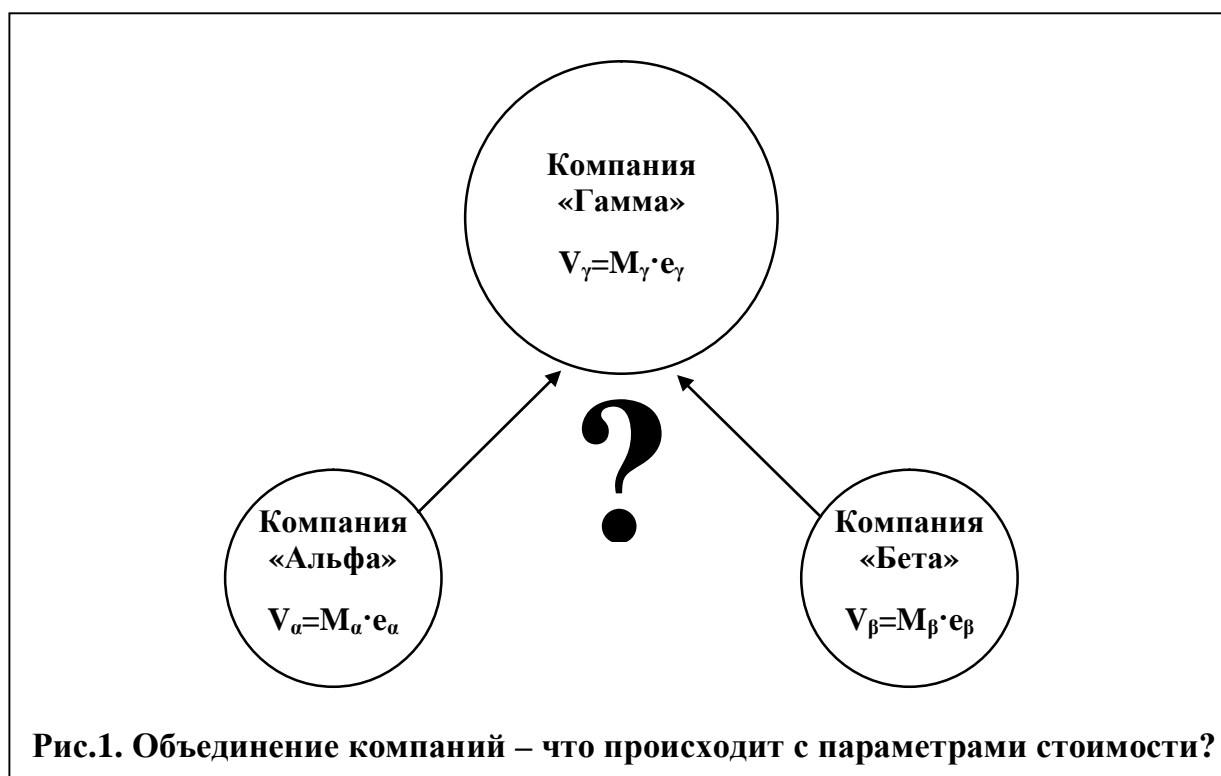 Компания
«Гамма»
Vγ=Mγ·eγ
?
Компания
«Альфа»
Vα=Mα·eα
Компания
«Бета»
Vβ=Mβ·eβ
Рис.1. Объединение компаний – что происходит с параметрами стоимости?